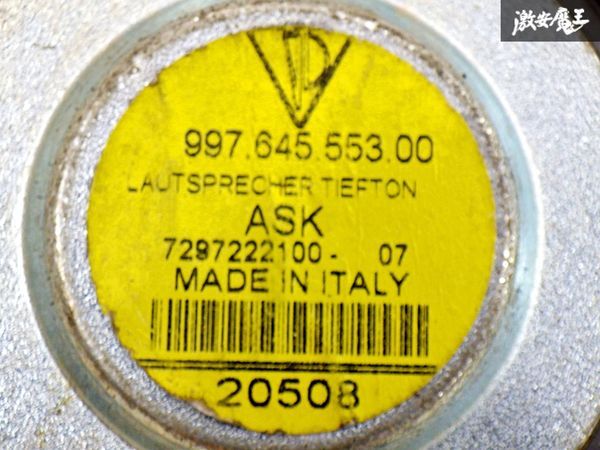 激安魔王
997.645.553.00
LAUTSPRECHER TIEFTON
ASK
7297222100- 07
MADE IN ITALY
20508